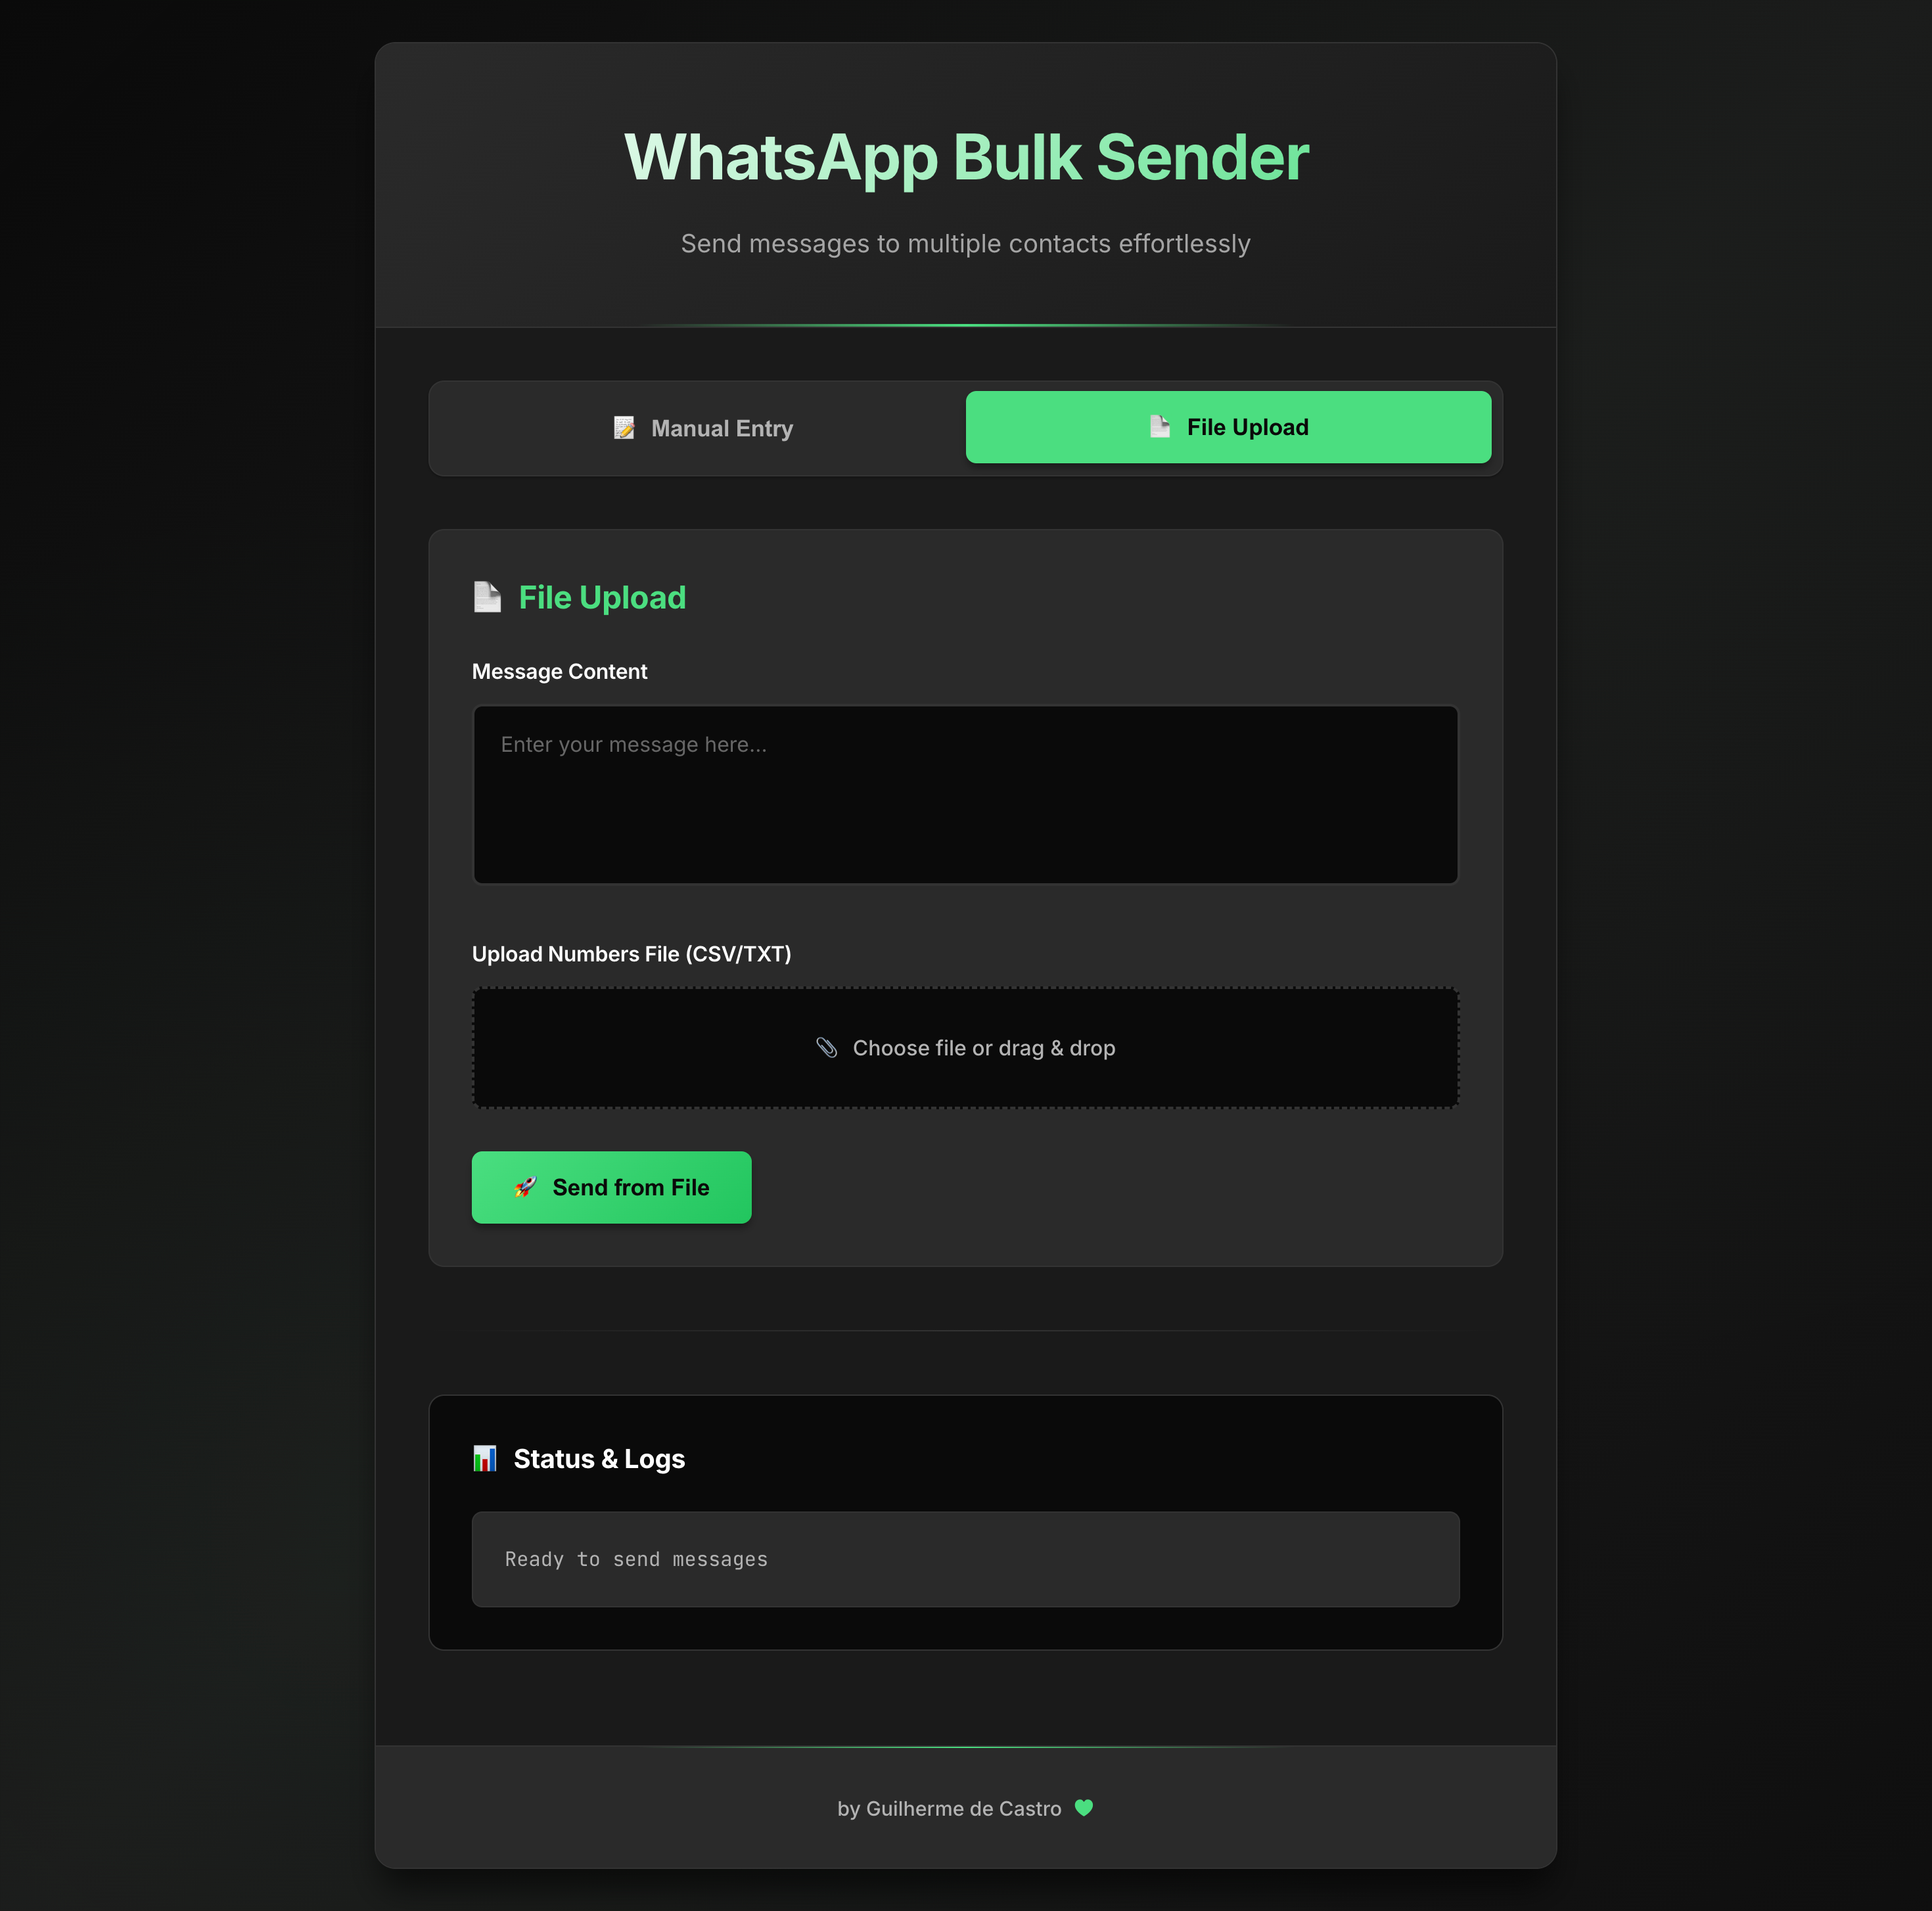 WhatsApp Bulk Sender
Send messages to multiple contacts effortlessly
Manual Entry
File Upload
File Upload
Message Content
Enter your message here...
Upload Numbers File (CSV/TXT)
Choose file or drag & drop
Send from File
Status & Logs
Ready to send messages
by Guilherme de Castro